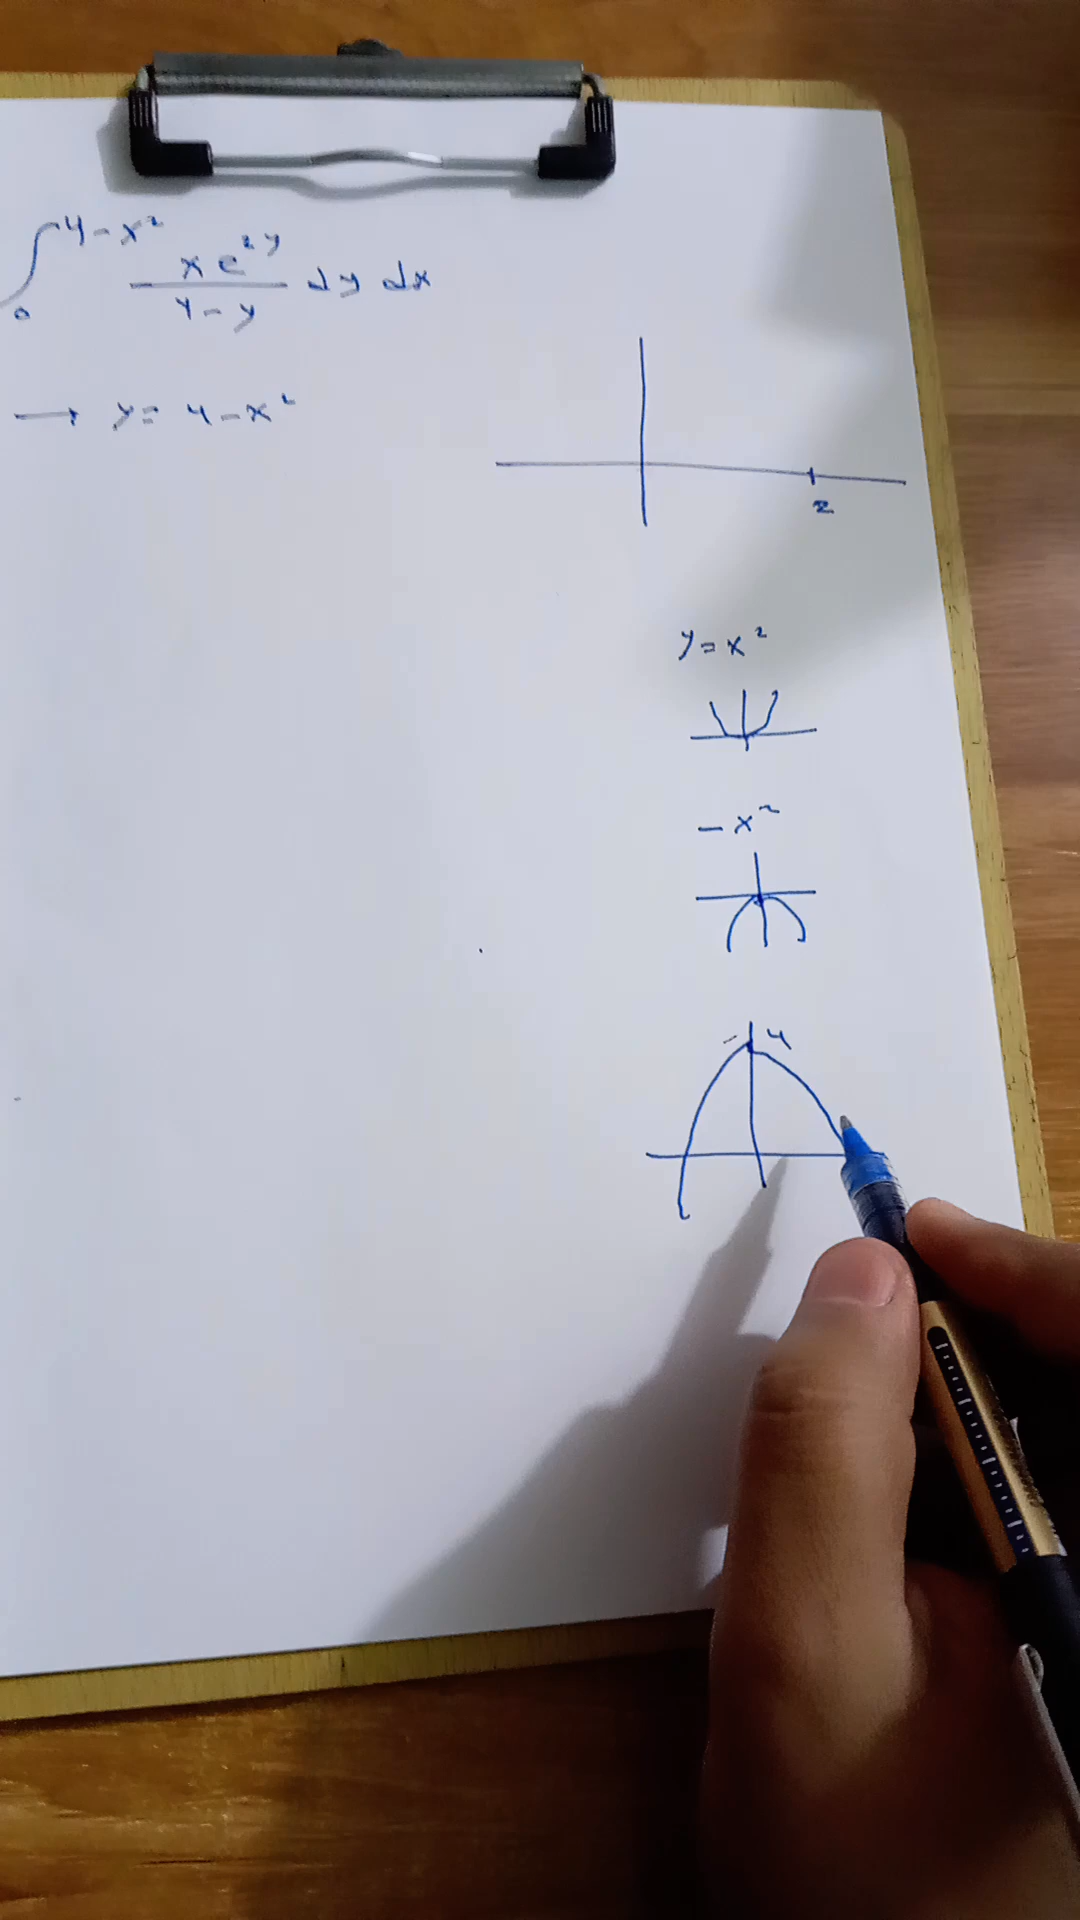 ∫₀^{4-x²} xe^{2y}/(4-y) dy dx
→ y = 4-x²
2
y = x²
-x²
- 4